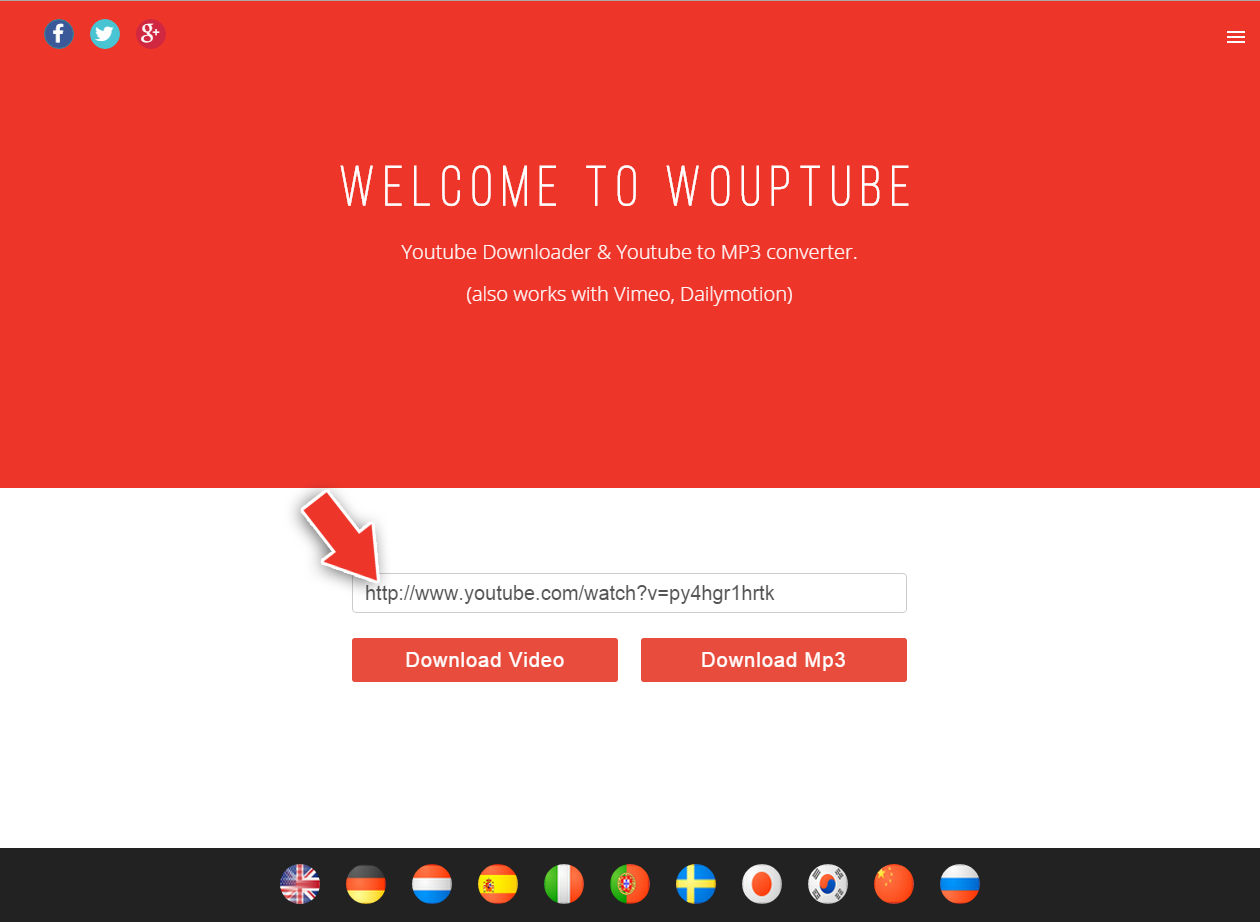 WELCOME TO WOUPTUBE
Youtube Downloader & Youtube to MP3 converter.
(also works with Vimeo, Dailymotion)
http://www.youtube.com/watch?v=py4hgr1hrtk
Download Video
Download Mp3